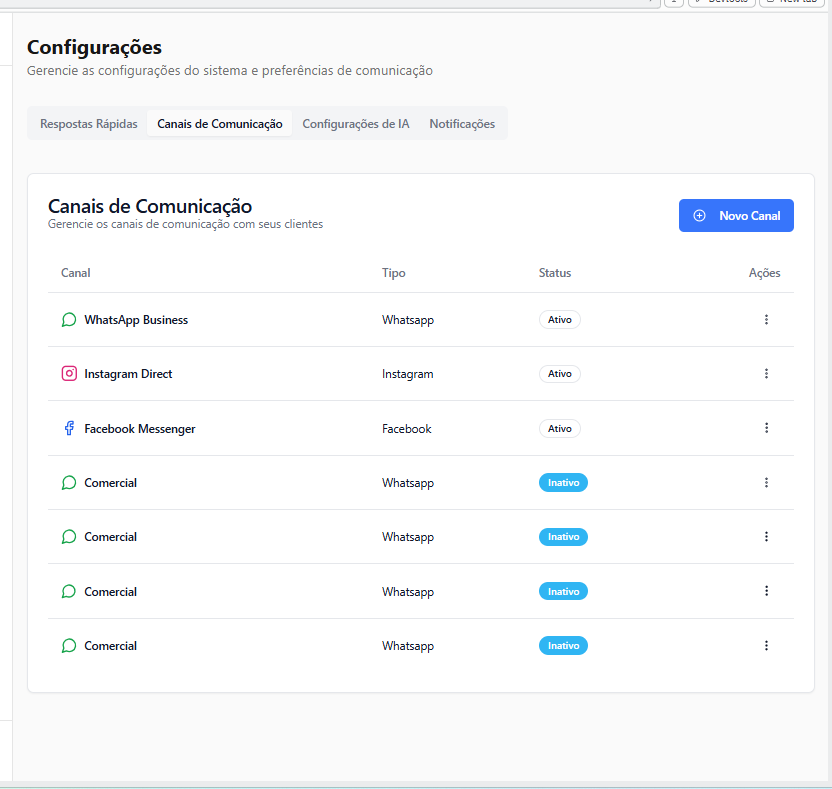 Configurações
Gerencie as configurações do sistema e preferências de comunicação
Respostas Rápidas Canais de Comunicação Configurações de IA Notificações
Canais de Comunicação
Gerencie os canais de comunicação com seus clientes
Novo Canal
Canal Tipo Status Ações
WhatsApp Business Whatsapp Ativo
Instagram Direct Instagram Ativo
Facebook Messenger Facebook Ativo
Comercial Whatsapp Inativo
Comercial Whatsapp Inativo
Comercial Whatsapp Inativo
Comercial Whatsapp Inativo